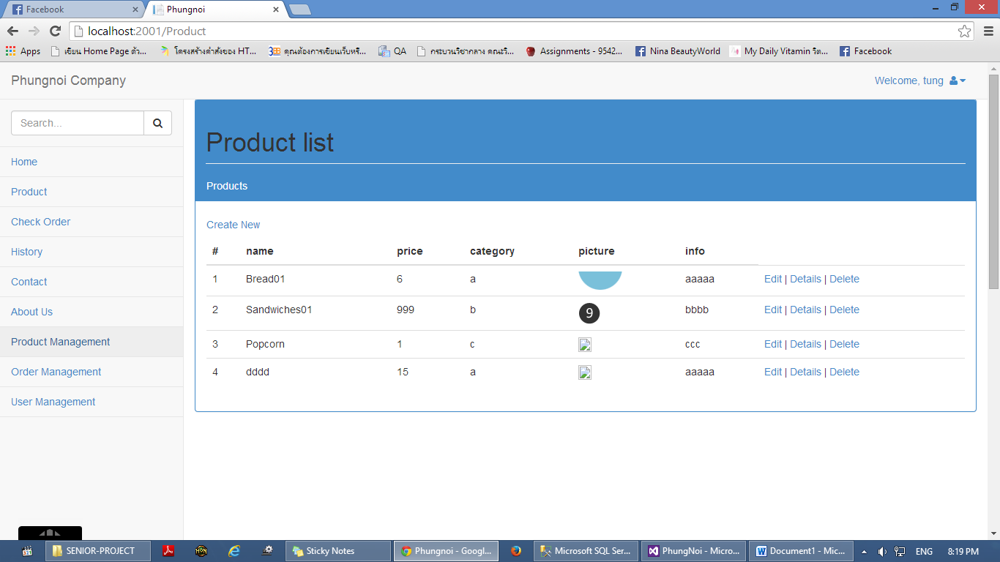 Facebook
Phungnoi
localhost:2001/Product
Apps
เขียน Home Page ด้ว...
โครงสร้างคำสั่งของ HT...
คุณต้องการเขียนเว็บหรื...
QA
กระบวนวิชากลาง คณะวิ...
Assignments - 9542...
Nina BeautyWorld
My Daily Vitamin วิต...
Facebook
Phungnoi Company
Welcome, tung
Search...
Home
Product
Check Order
History
Contact
About Us
Product Management
Order Management
User Management
Product list
Products
Create New
# name price category picture info
1 Bread01 6 a aaaaa Edit | Details | Delete
2 Sandwiches01 999 b 9 bbbb Edit | Details | Delete
3 Popcorn 1 c ccc Edit | Details | Delete
4 dddd 15 a aaaaa Edit | Details | Delete
SENIOR-PROJECT
HON
Sticky Notes
Phungnoi - Googl...
Microsoft SQL Ser...
PhungNoi - Micro...
Document1 - Mic...
ENG
8:19 PM